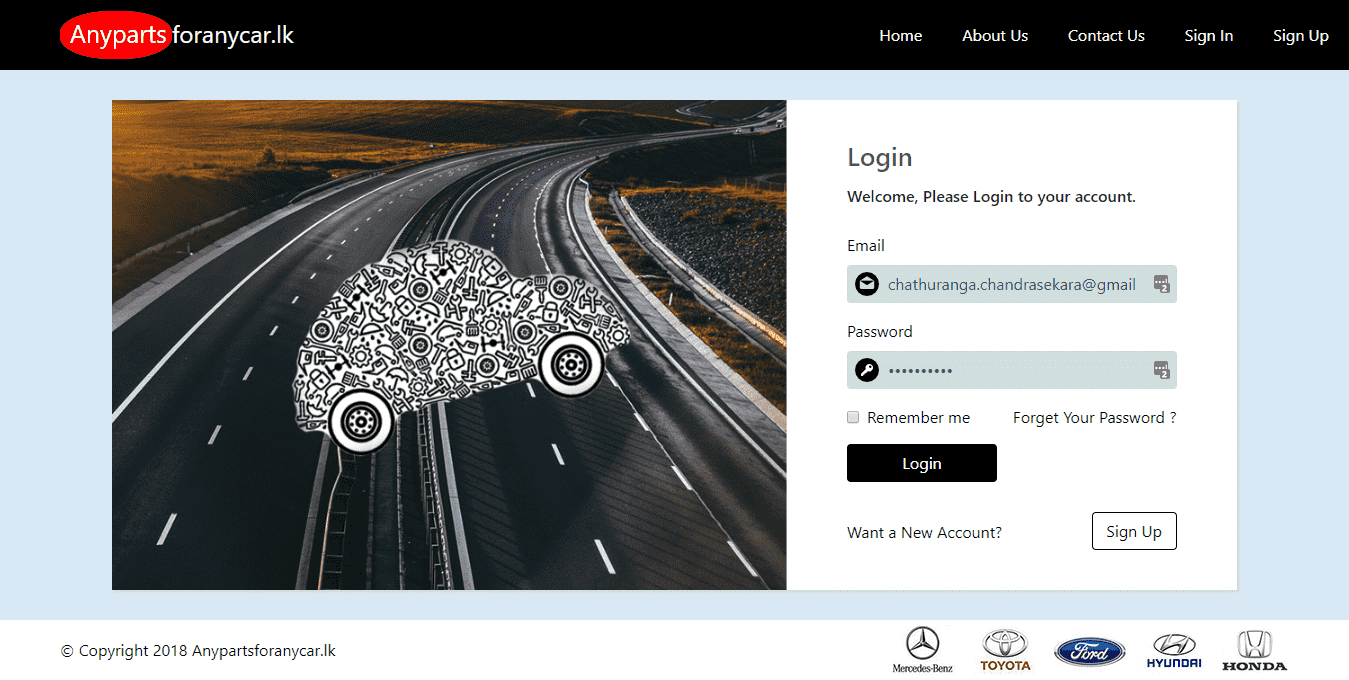 Anypartsforanycar.lk
Home About Us Contact Us Sign In Sign Up
Login
Welcome, Please Login to your account.
Email
chathuranga.chandrasekara@gmail
Password
••••••••••
Remember me Forget Your Password ?
Login
Want a New Account? Sign Up
© Copyright 2018 Anypartsforanycar.lk
Mercedes-Benz TOYOTA Ford HYUNDAI HONDA